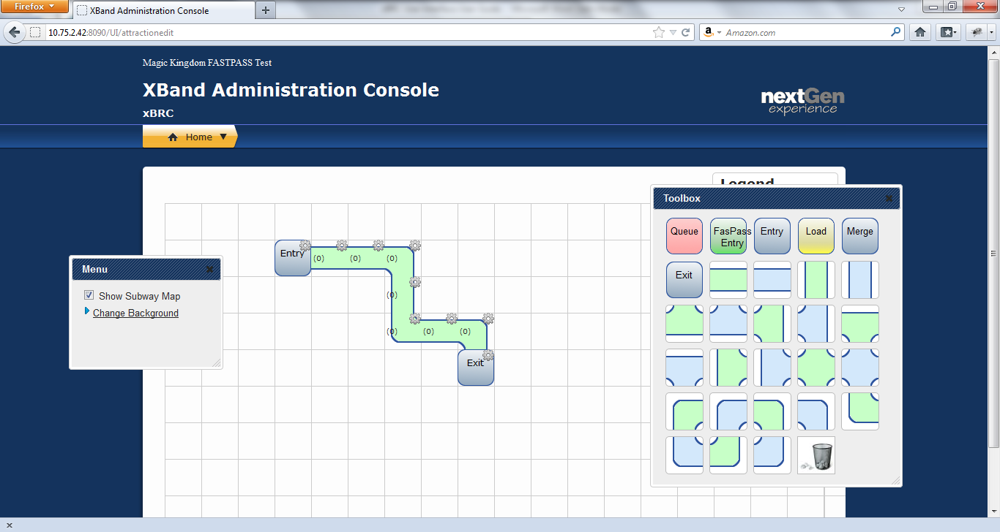 Firefox
XBand Administration Console
10.75.2.42:8090/UI/attractionedit
Amazon.com
Magic Kingdom FASTPASS Test
XBand Administration Console
xBRC
nextGen
experience
Home
Legend
Toolbox
Queue
FasPass
Entry
Entry
Load
Merge
Exit
Menu
Show Subway Map
Change Background
Entry
(0)
(0)
(0)
(0)
(0)
(0)
(0)
Exit